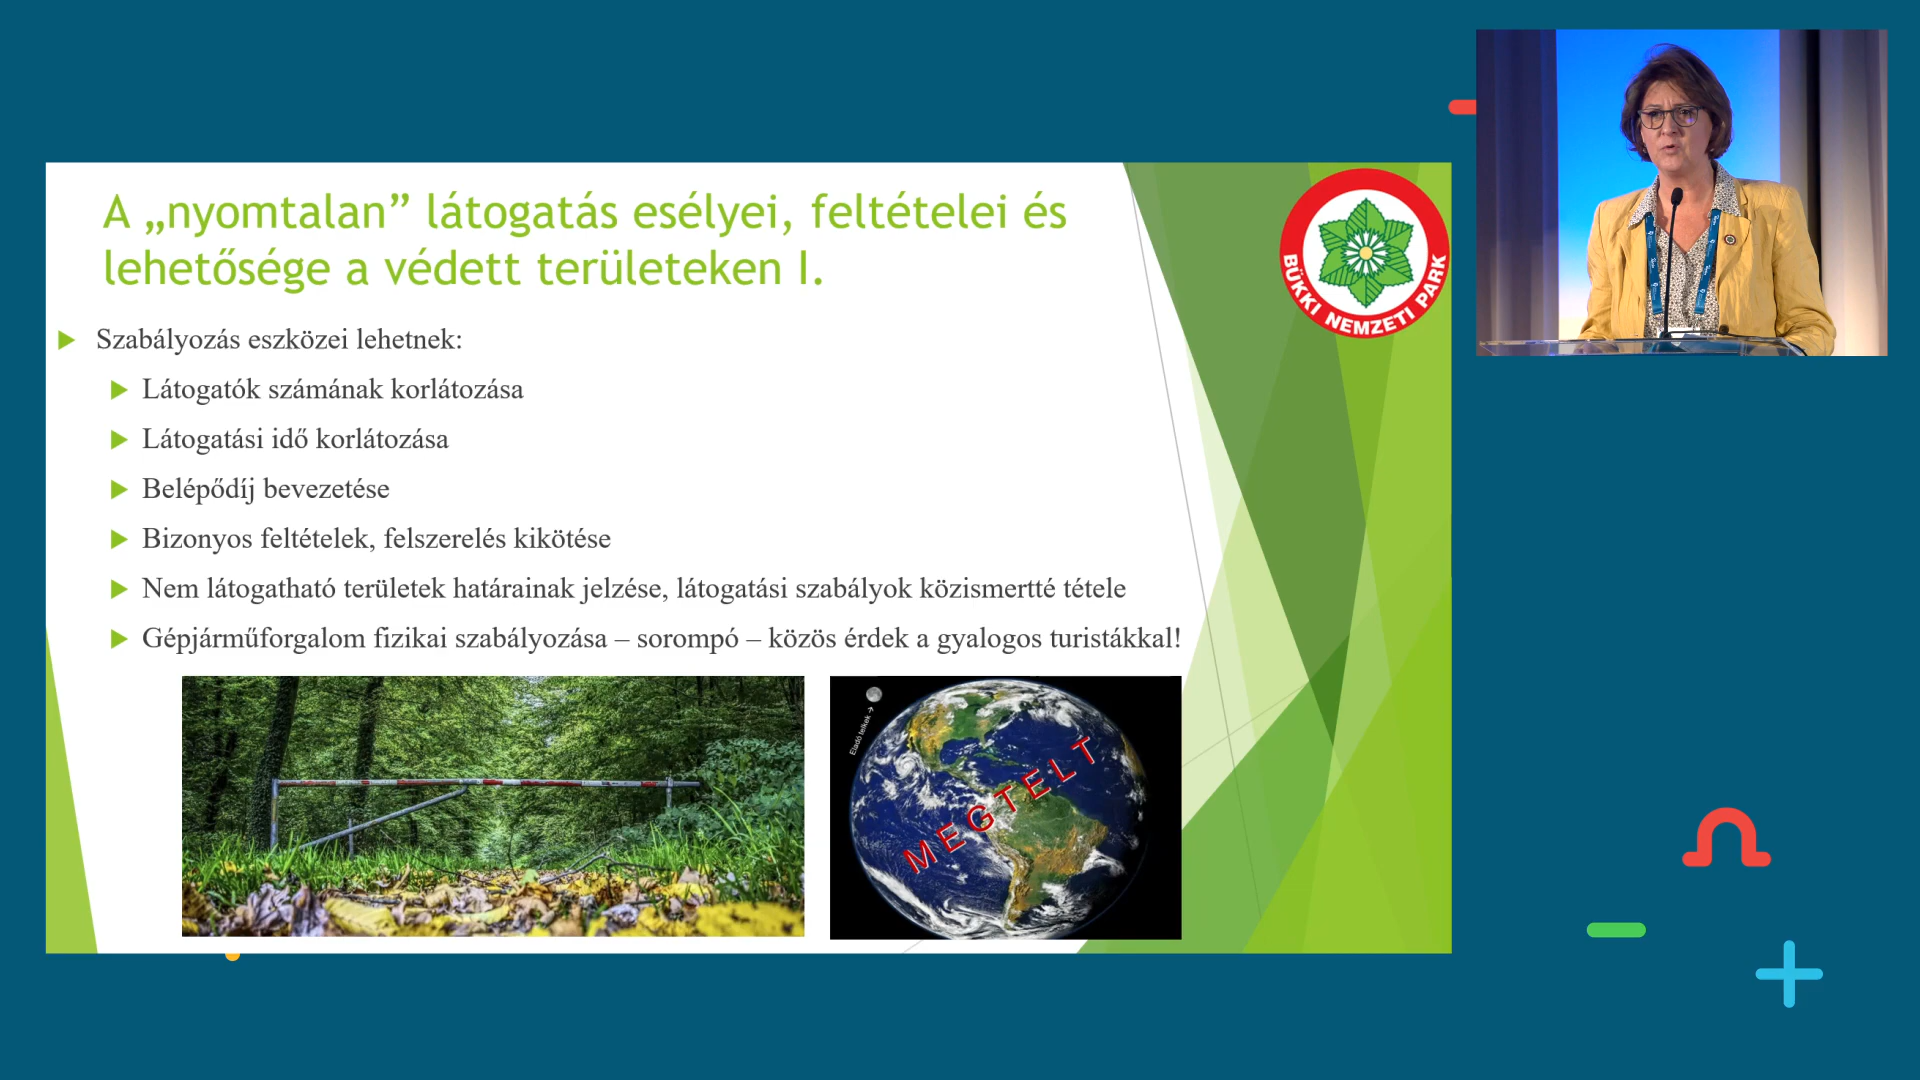 A „nyomtalan” látogatás esélyei, feltételei és
lehetősége a védett területeken I.
BÜKKI NEMZETI PARK
Szabályozás eszközei lehetnek:
Látogatók számának korlátozása
Látogatási idő korlátozása
Belépődíj bevezetése
Bizonyos feltételek, felszerelés kikötése
Nem látogatható területek határainak jelzése, látogatási szabályok közismertté tétele
Gépjárműforgalom fizikai szabályozása – sorompó – közös érdek a gyalogos turistákkal!
Eladó telkek →
MEGTELT